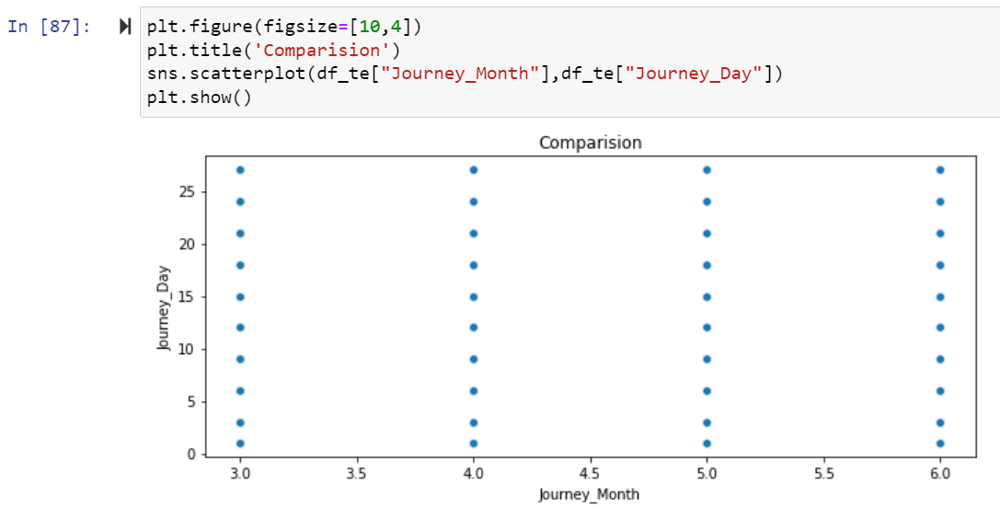 In [87]:
plt.figure(figsize=[10,4])
plt.title('Comparision')
sns.scatterplot(df_te["Journey_Month"],df_te["Journey_Day"])
plt.show()
Comparision
25
20
15
10
5
0
Journey_Day
3.0 3.5 4.0 4.5 5.0 5.5 6.0
Journey_Month